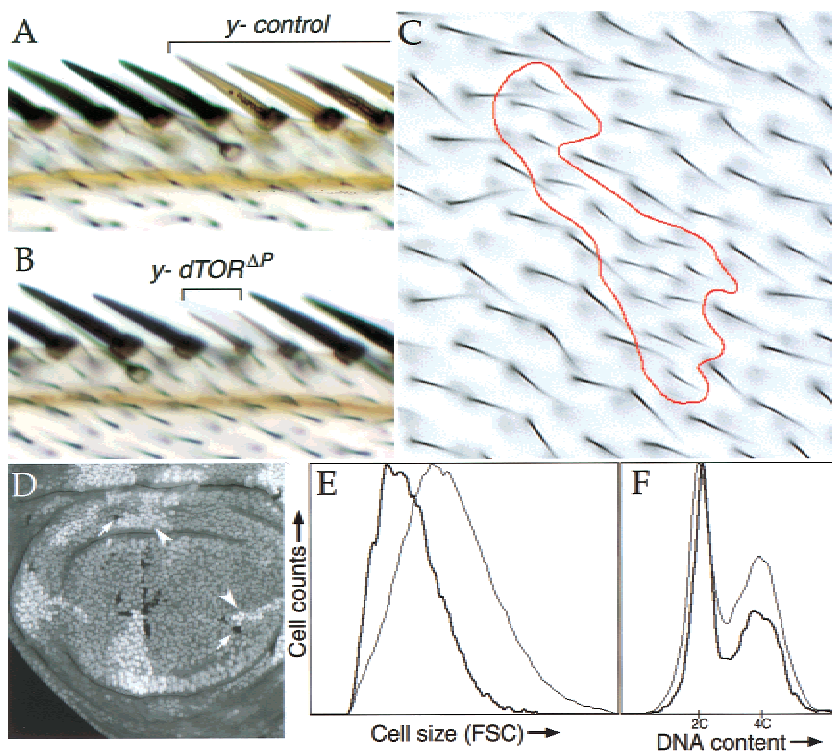 A
y- control
B
y- dTOR^ΔP
C
D
E
Cell counts
Cell size (FSC)
F
2C 4C
DNA content